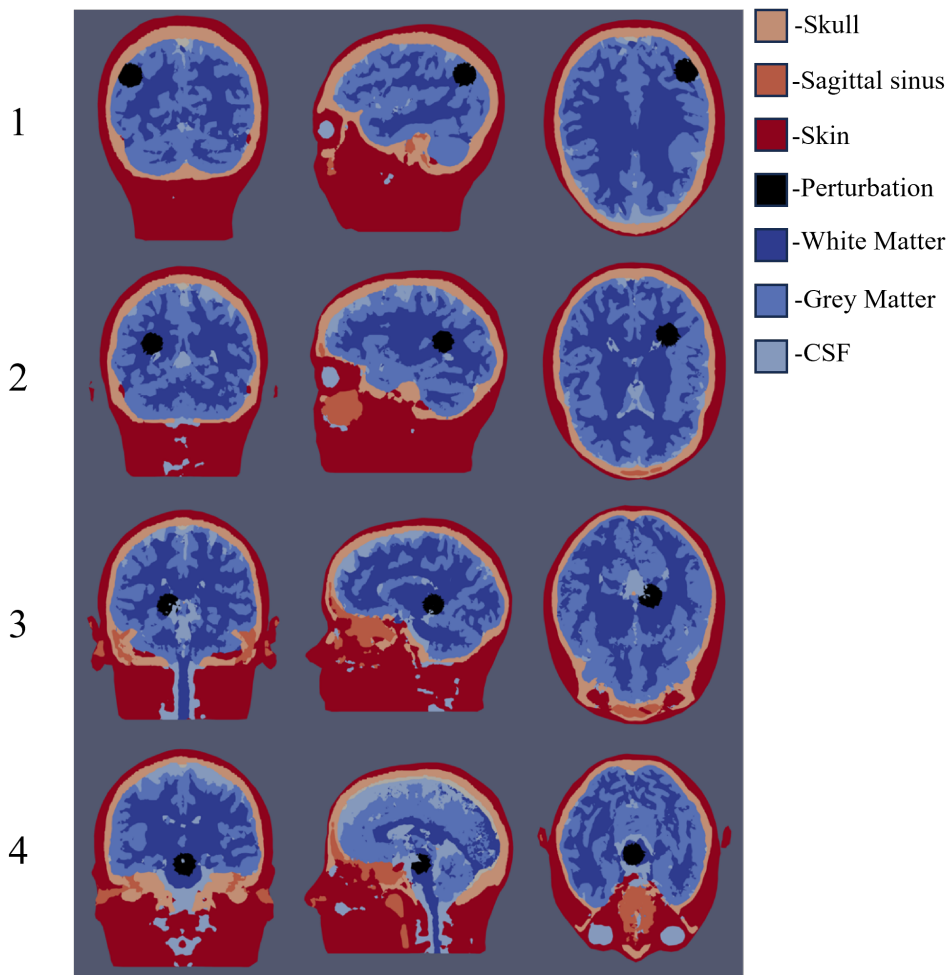 1
2
3
4
-Skull
-Sagittal sinus
-Skin
-Perturbation
-White Matter
-Grey Matter
-CSF